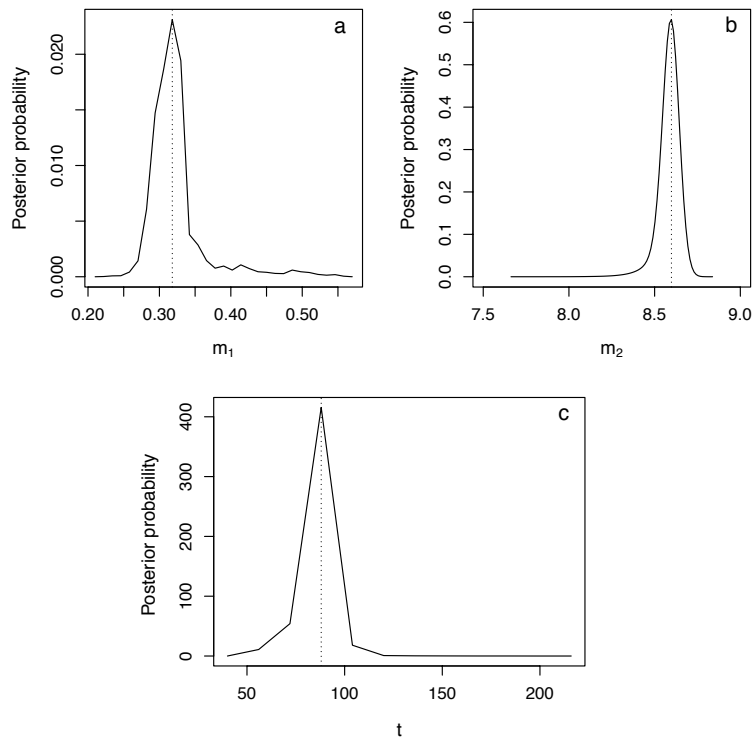 a
Posterior probability
0.000 0.010 0.020
0.20 0.30 0.40 0.50
m1
b
Posterior probability
0.0 0.1 0.2 0.3 0.4 0.5 0.6
7.5 8.0 8.5 9.0
m2
c
Posterior probability
0 100 200 300 400
50 100 150 200
t